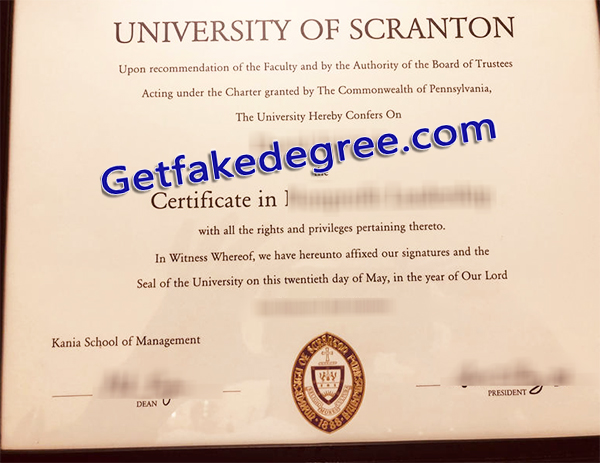 UNIVERSITY OF SCRANTON
Upon recommendation of the Faculty and by the Authority of the Board of Trustees
Acting under the Charter granted by The Commonwealth of Pennsylvania,
The University Hereby Confers On
Getfakedegree.com
Certificate in
with all the rights and privileges pertaining thereto.
In Witness Whereof, we have hereunto affixed our signatures and the
Seal of the University on this twentieth day of May, in the year of Our Lord
Kania School of Management
DEAN
PRESIDENT
1888